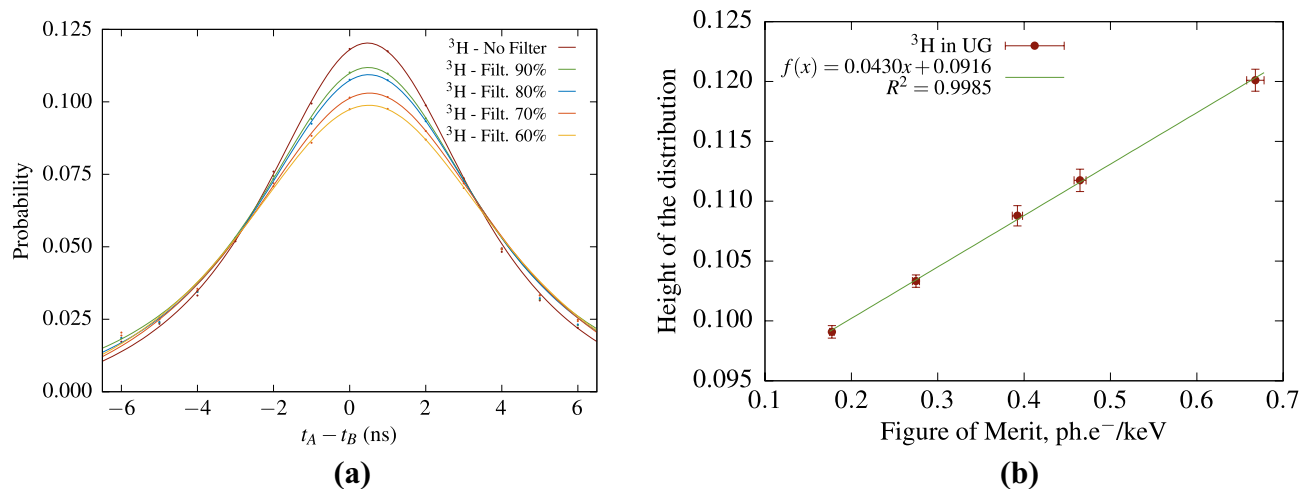 0.125
0.100
0.075
0.050
0.025
0.000
Probability
−6
−4
−2
0
2
4
6
t_A − t_B (ns)
³H - No Filter
³H - Filt. 90%
³H - Filt. 80%
³H - Filt. 70%
³H - Filt. 60%
(a)
0.125
0.120
0.115
0.110
0.105
0.100
0.095
Height of the distribution
0.1
0.2
0.3
0.4
0.5
0.6
0.7
Figure of Merit, ph.e⁻/keV
³H in UG
f(x) = 0.0430x + 0.0916
R² = 0.9985
(b)